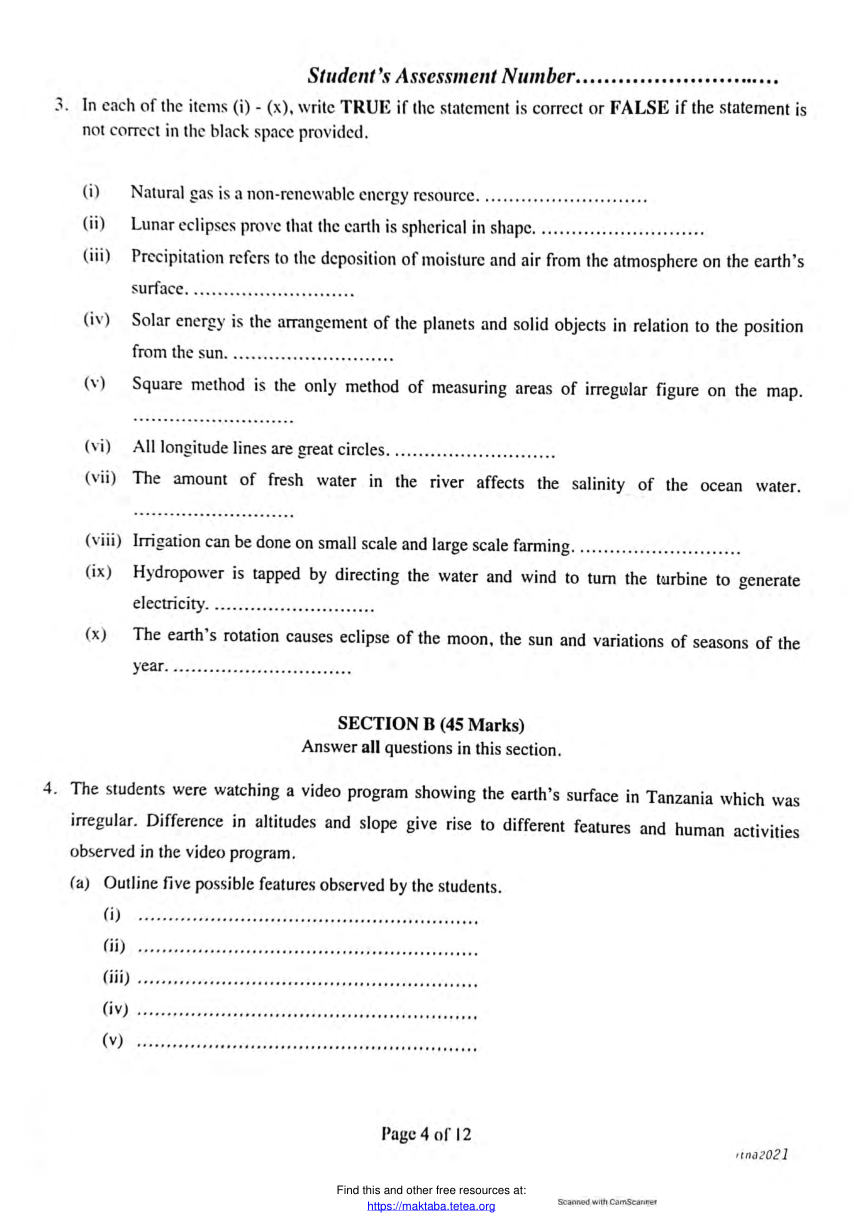 Student's Assessment Number..............................
3. In each of the items (i) - (x), write TRUE if the statement is correct or FALSE if the statement is
not correct in the black space provided.
(i) Natural gas is a non-renewable energy resource. ...........................
(ii) Lunar eclipses prove that the earth is spherical in shape. ...........................
(iii) Precipitation refers to the deposition of moisture and air from the atmosphere on the earth's
surface. ...........................
(iv) Solar energy is the arrangement of the planets and solid objects in relation to the position
from the sun. ...........................
(v) Square method is the only method of measuring areas of irregular figure on the map.
...........................
(vi) All longitude lines are great circles. ...........................
(vii) The amount of fresh water in the river affects the salinity of the ocean water.
...........................
(viii) Irrigation can be done on small scale and large scale farming. ...........................
(ix) Hydropower is tapped by directing the water and wind to turn the turbine to generate
electricity. ...........................
(x) The earth's rotation causes eclipse of the moon, the sun and variations of seasons of the
year. ..............................
SECTION B (45 Marks)
Answer all questions in this section.
4. The students were watching a video program showing the earth's surface in Tanzania which was
irregular. Difference in altitudes and slope give rise to different features and human activities
observed in the video program.
(a) Outline five possible features observed by the students.
(i) .........................................................
(ii) .........................................................
(iii) .........................................................
(iv) .........................................................
(v) .........................................................
Page 4 of 12
ftna2021
Find this and other free resources at:
https://maktaba.tetea.org
Scanned with CamScanner